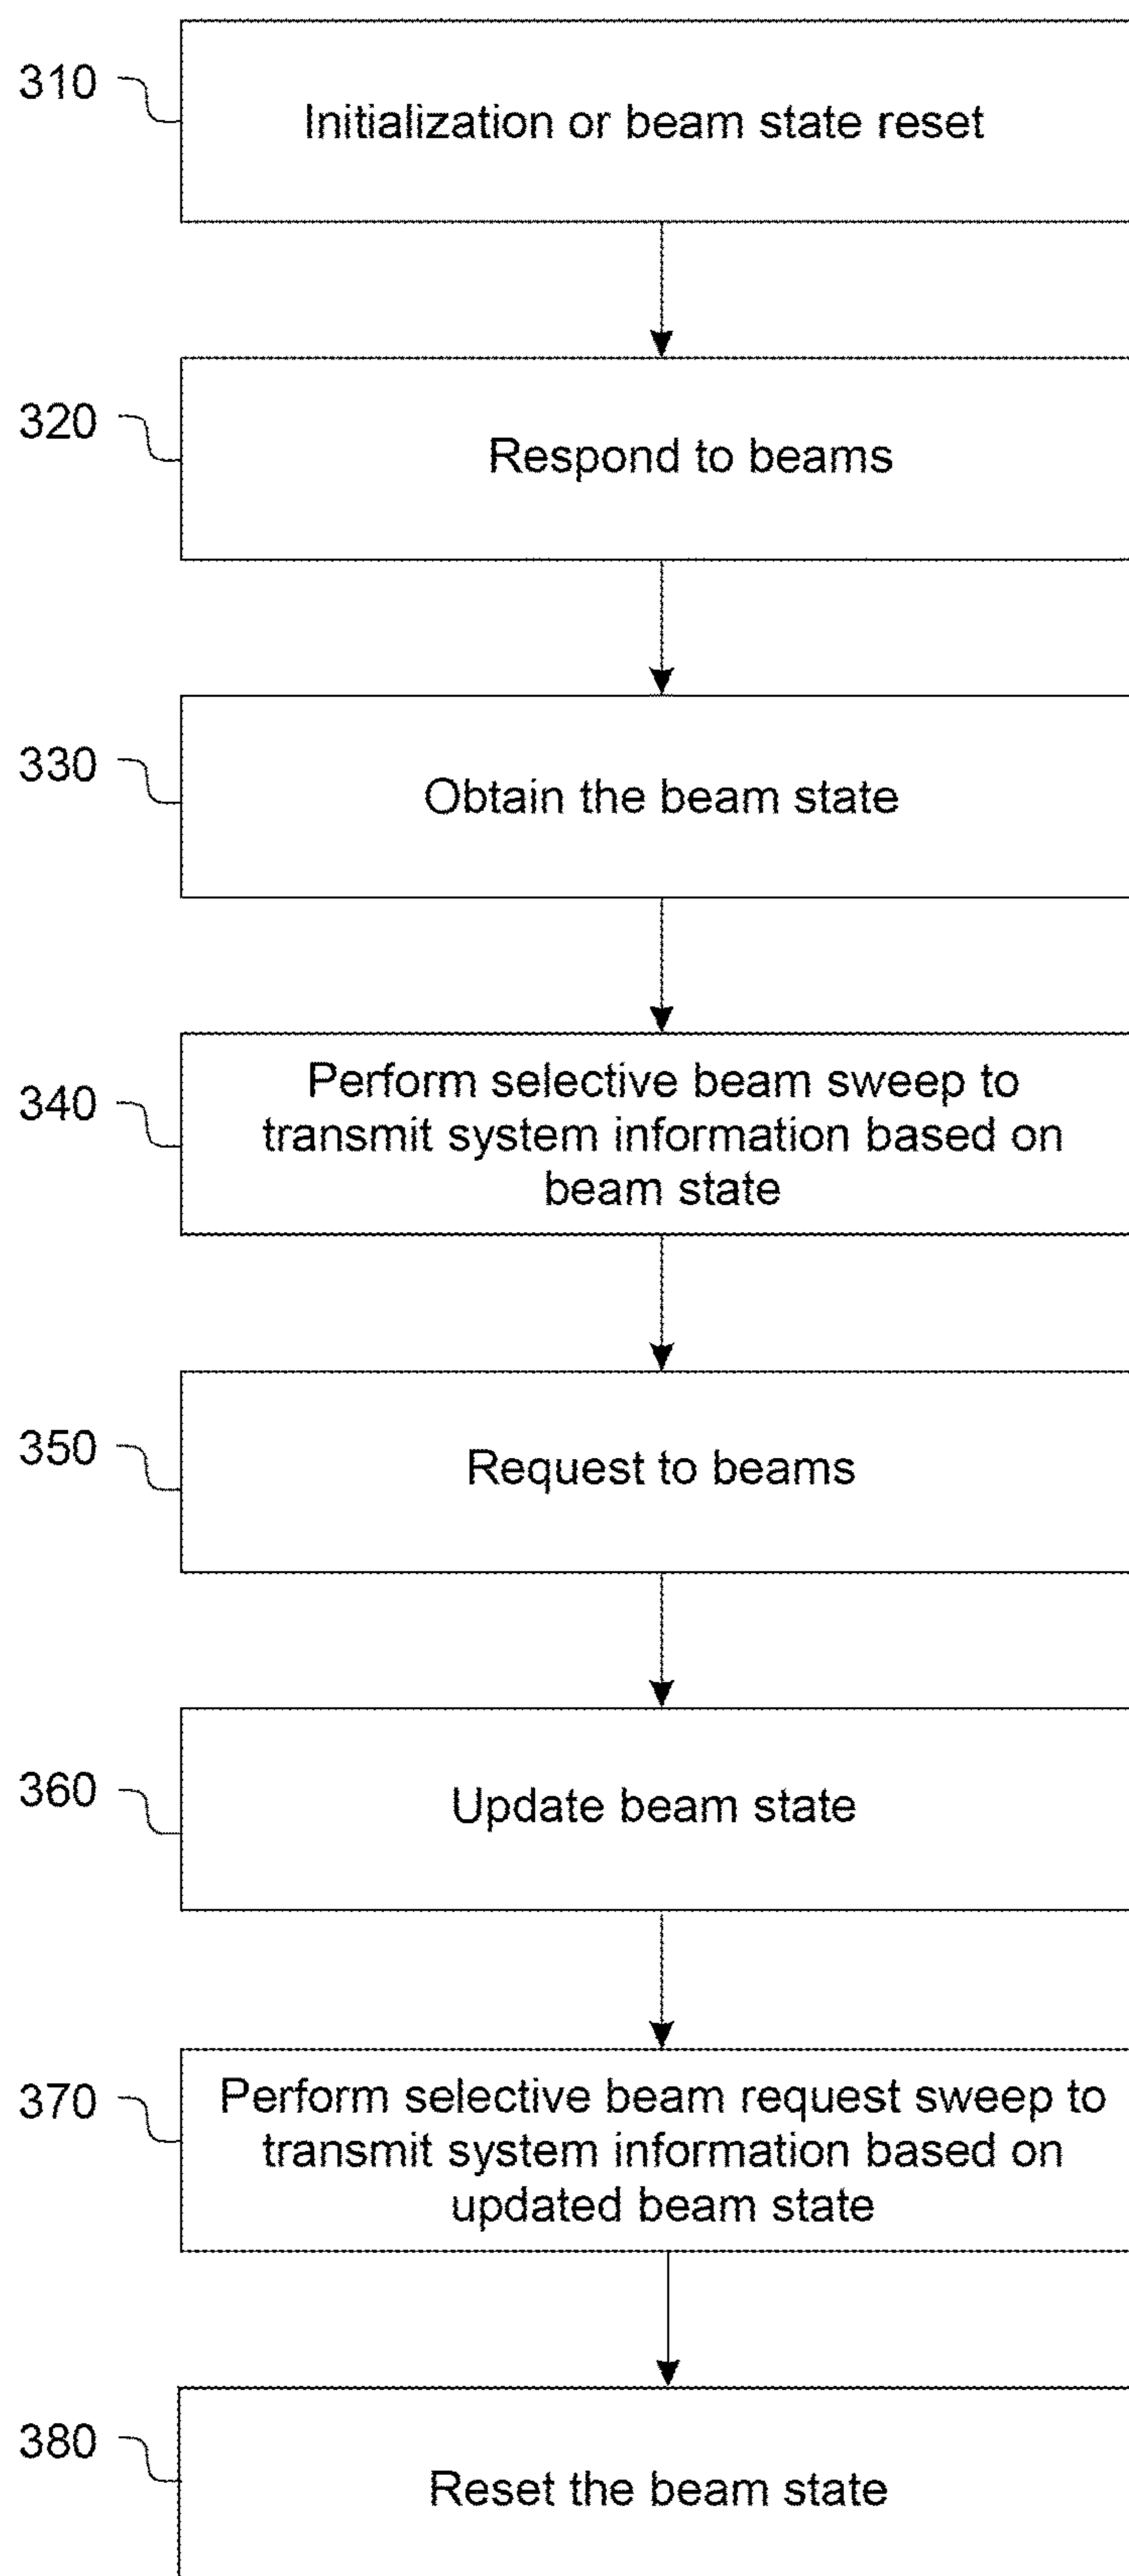 310
Initialization or beam state reset
320
Respond to beams
330
Obtain the beam state
340
Perform selective beam sweep to
transmit system information based on
beam state
350
Request to beams
360
Update beam state
370
Perform selective beam request sweep to
transmit system information based on
updated beam state
380
Reset the beam state